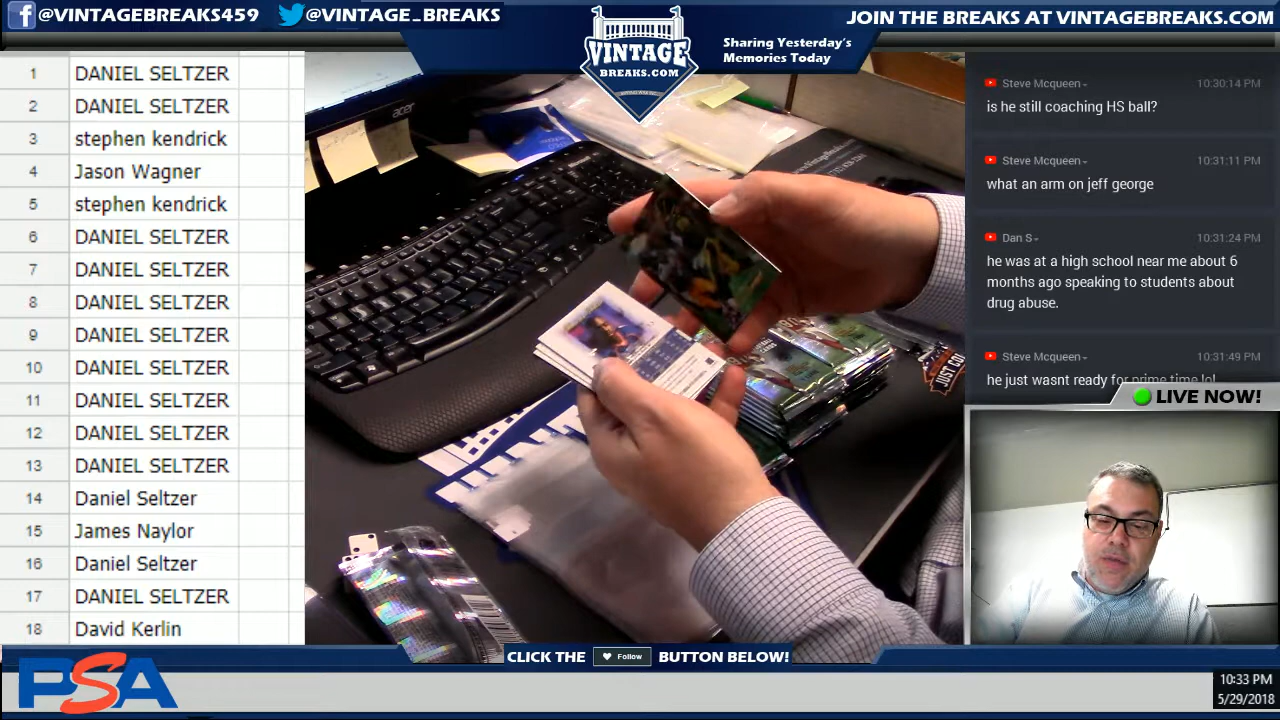 @VINTAGEBREAKS459
@VINTAGE_BREAKS
VINTAGE
BREAKS.COM
Sharing Yesterday's
Memories Today
JOIN THE BREAKS AT VINTAGEBREAKS.COM
1 DANIEL SELTZER
2 DANIEL SELTZER
3 stephen kendrick
4 Jason Wagner
5 stephen kendrick
6 DANIEL SELTZER
7 DANIEL SELTZER
8 DANIEL SELTZER
9 DANIEL SELTZER
10 DANIEL SELTZER
11 DANIEL SELTZER
12 DANIEL SELTZER
13 DANIEL SELTZER
14 Daniel Seltzer
15 James Naylor
16 Daniel Seltzer
17 DANIEL SELTZER
18 David Kerlin
acer
JUST CO
Steve Mcqueen 10:30:14 PM
is he still coaching HS ball?
Steve Mcqueen 10:31:11 PM
what an arm on jeff george
Dan S 10:31:24 PM
he was at a high school near me about 6
months ago speaking to students about
drug abuse.
Steve Mcqueen 10:31:49 PM
he just wasnt ready for prime time lol
LIVE NOW!
CLICK THE Follow BUTTON BELOW!
PSA
10:33 PM
5/29/2018